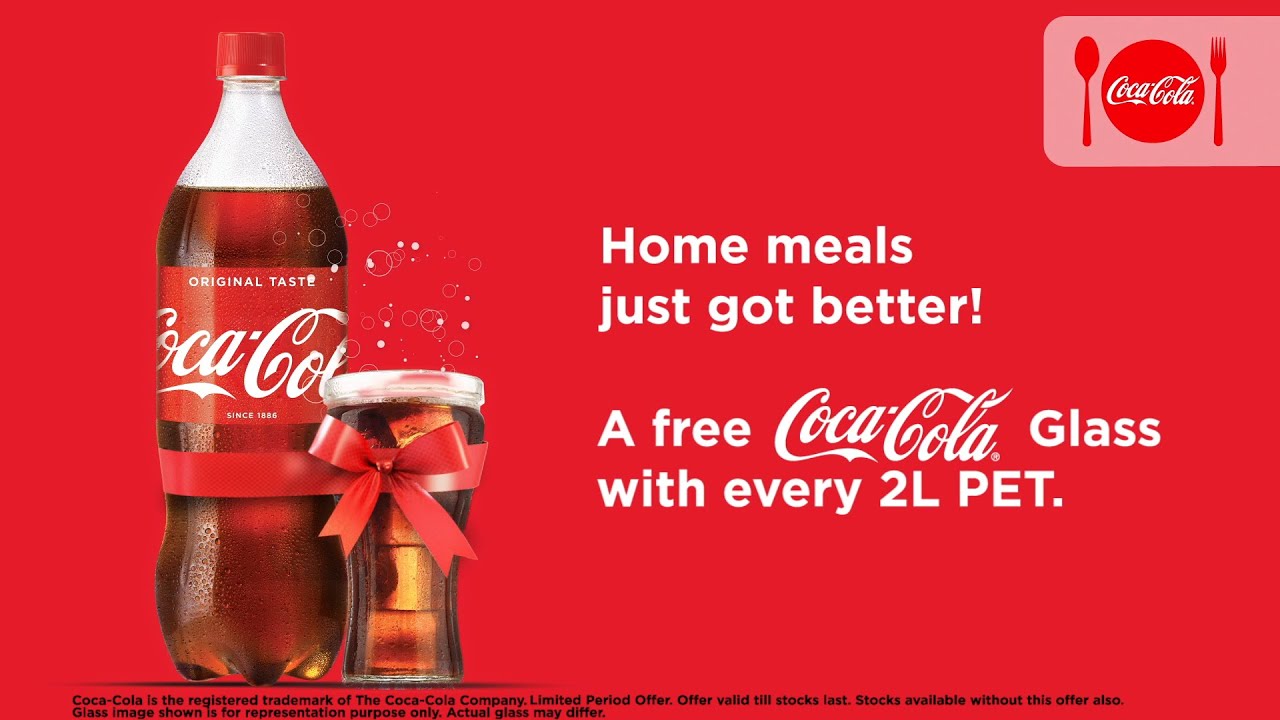 Coca-Cola
ORIGINAL TASTE
Coca-Col
SINCE 1886
Home meals
just got better!
A free Coca-Cola® Glass
with every 2L PET.
Coca-Cola is the registered trademark of The Coca-Cola Company. Limited Period Offer. Offer valid till stocks last. Stocks available without this offer also.
Glass image shown is for representation purpose only. Actual glass may differ.